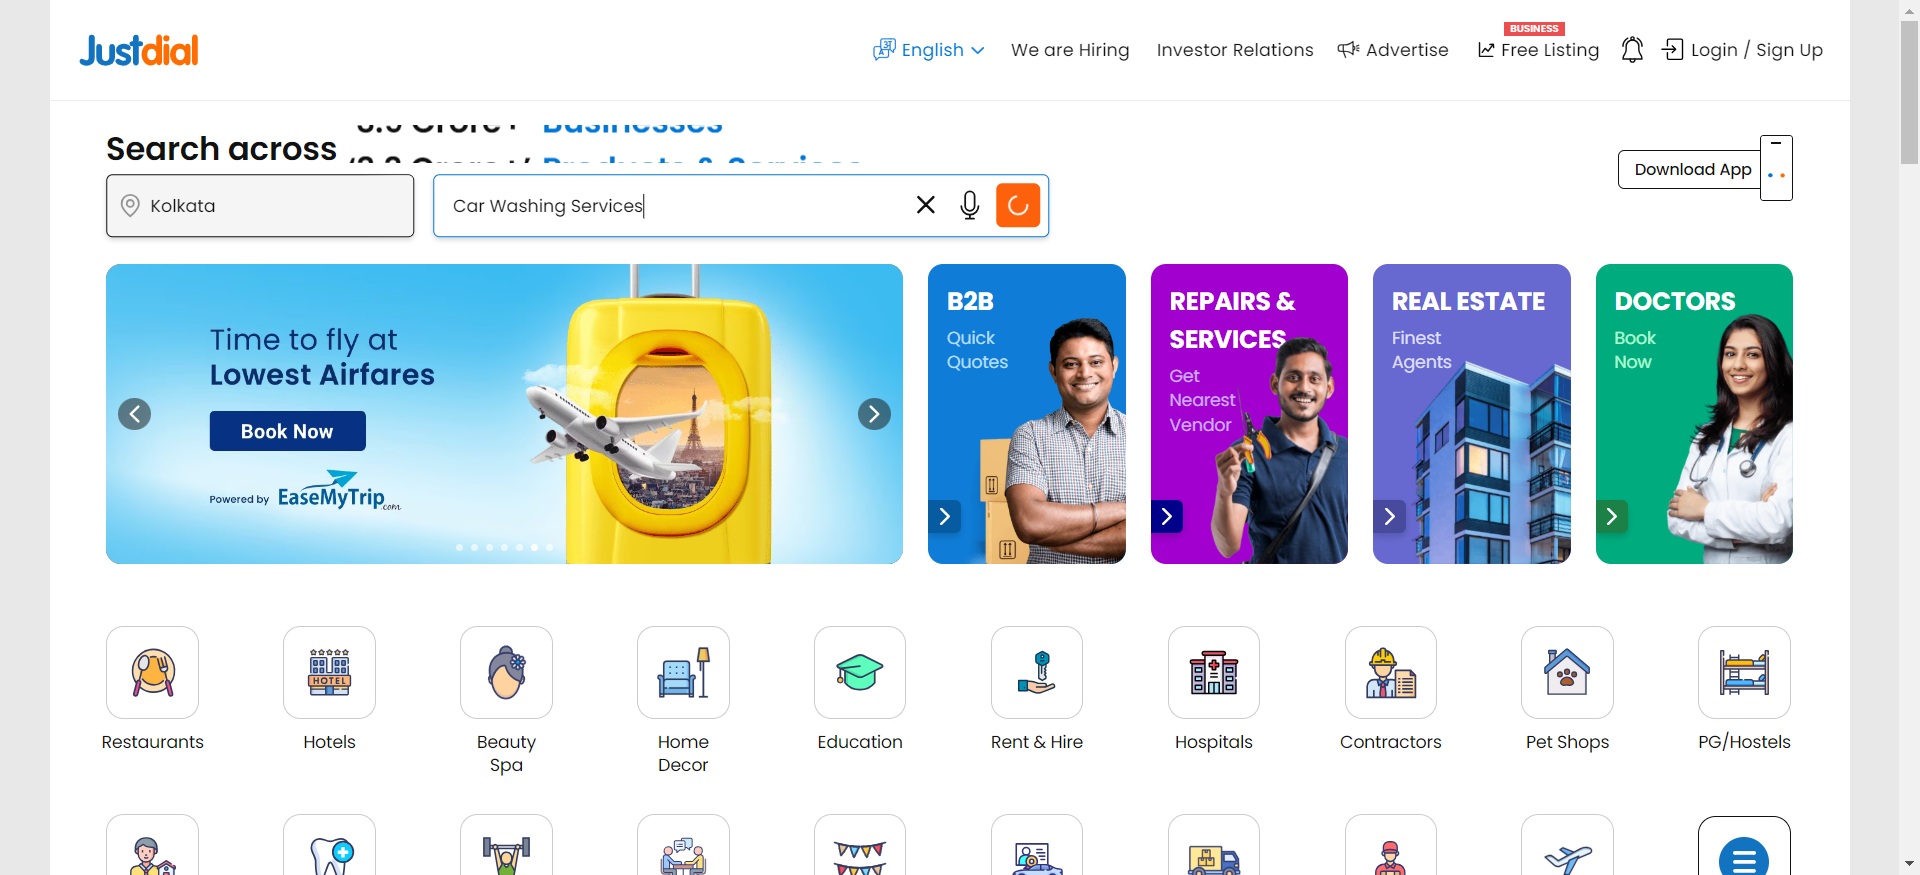 Justdial
English
We are Hiring
Investor Relations
Advertise
BUSINESS
Free Listing
Login / Sign Up
Search across
Businesses
Products & Services
Download App
Kolkata
Car Washing Services
Time to fly at
Lowest Airfares
Book Now
Powered by EaseMyTrip.com
B2B
Quick
Quotes
REPAIRS &
SERVICES
Get
Nearest
Vendor
REAL ESTATE
Finest
Agents
DOCTORS
Book
Now
HOTEL
Restaurants
Hotels
Beauty
Spa
Home
Decor
Education
Rent & Hire
Hospitals
Contractors
Pet Shops
PG/Hostels